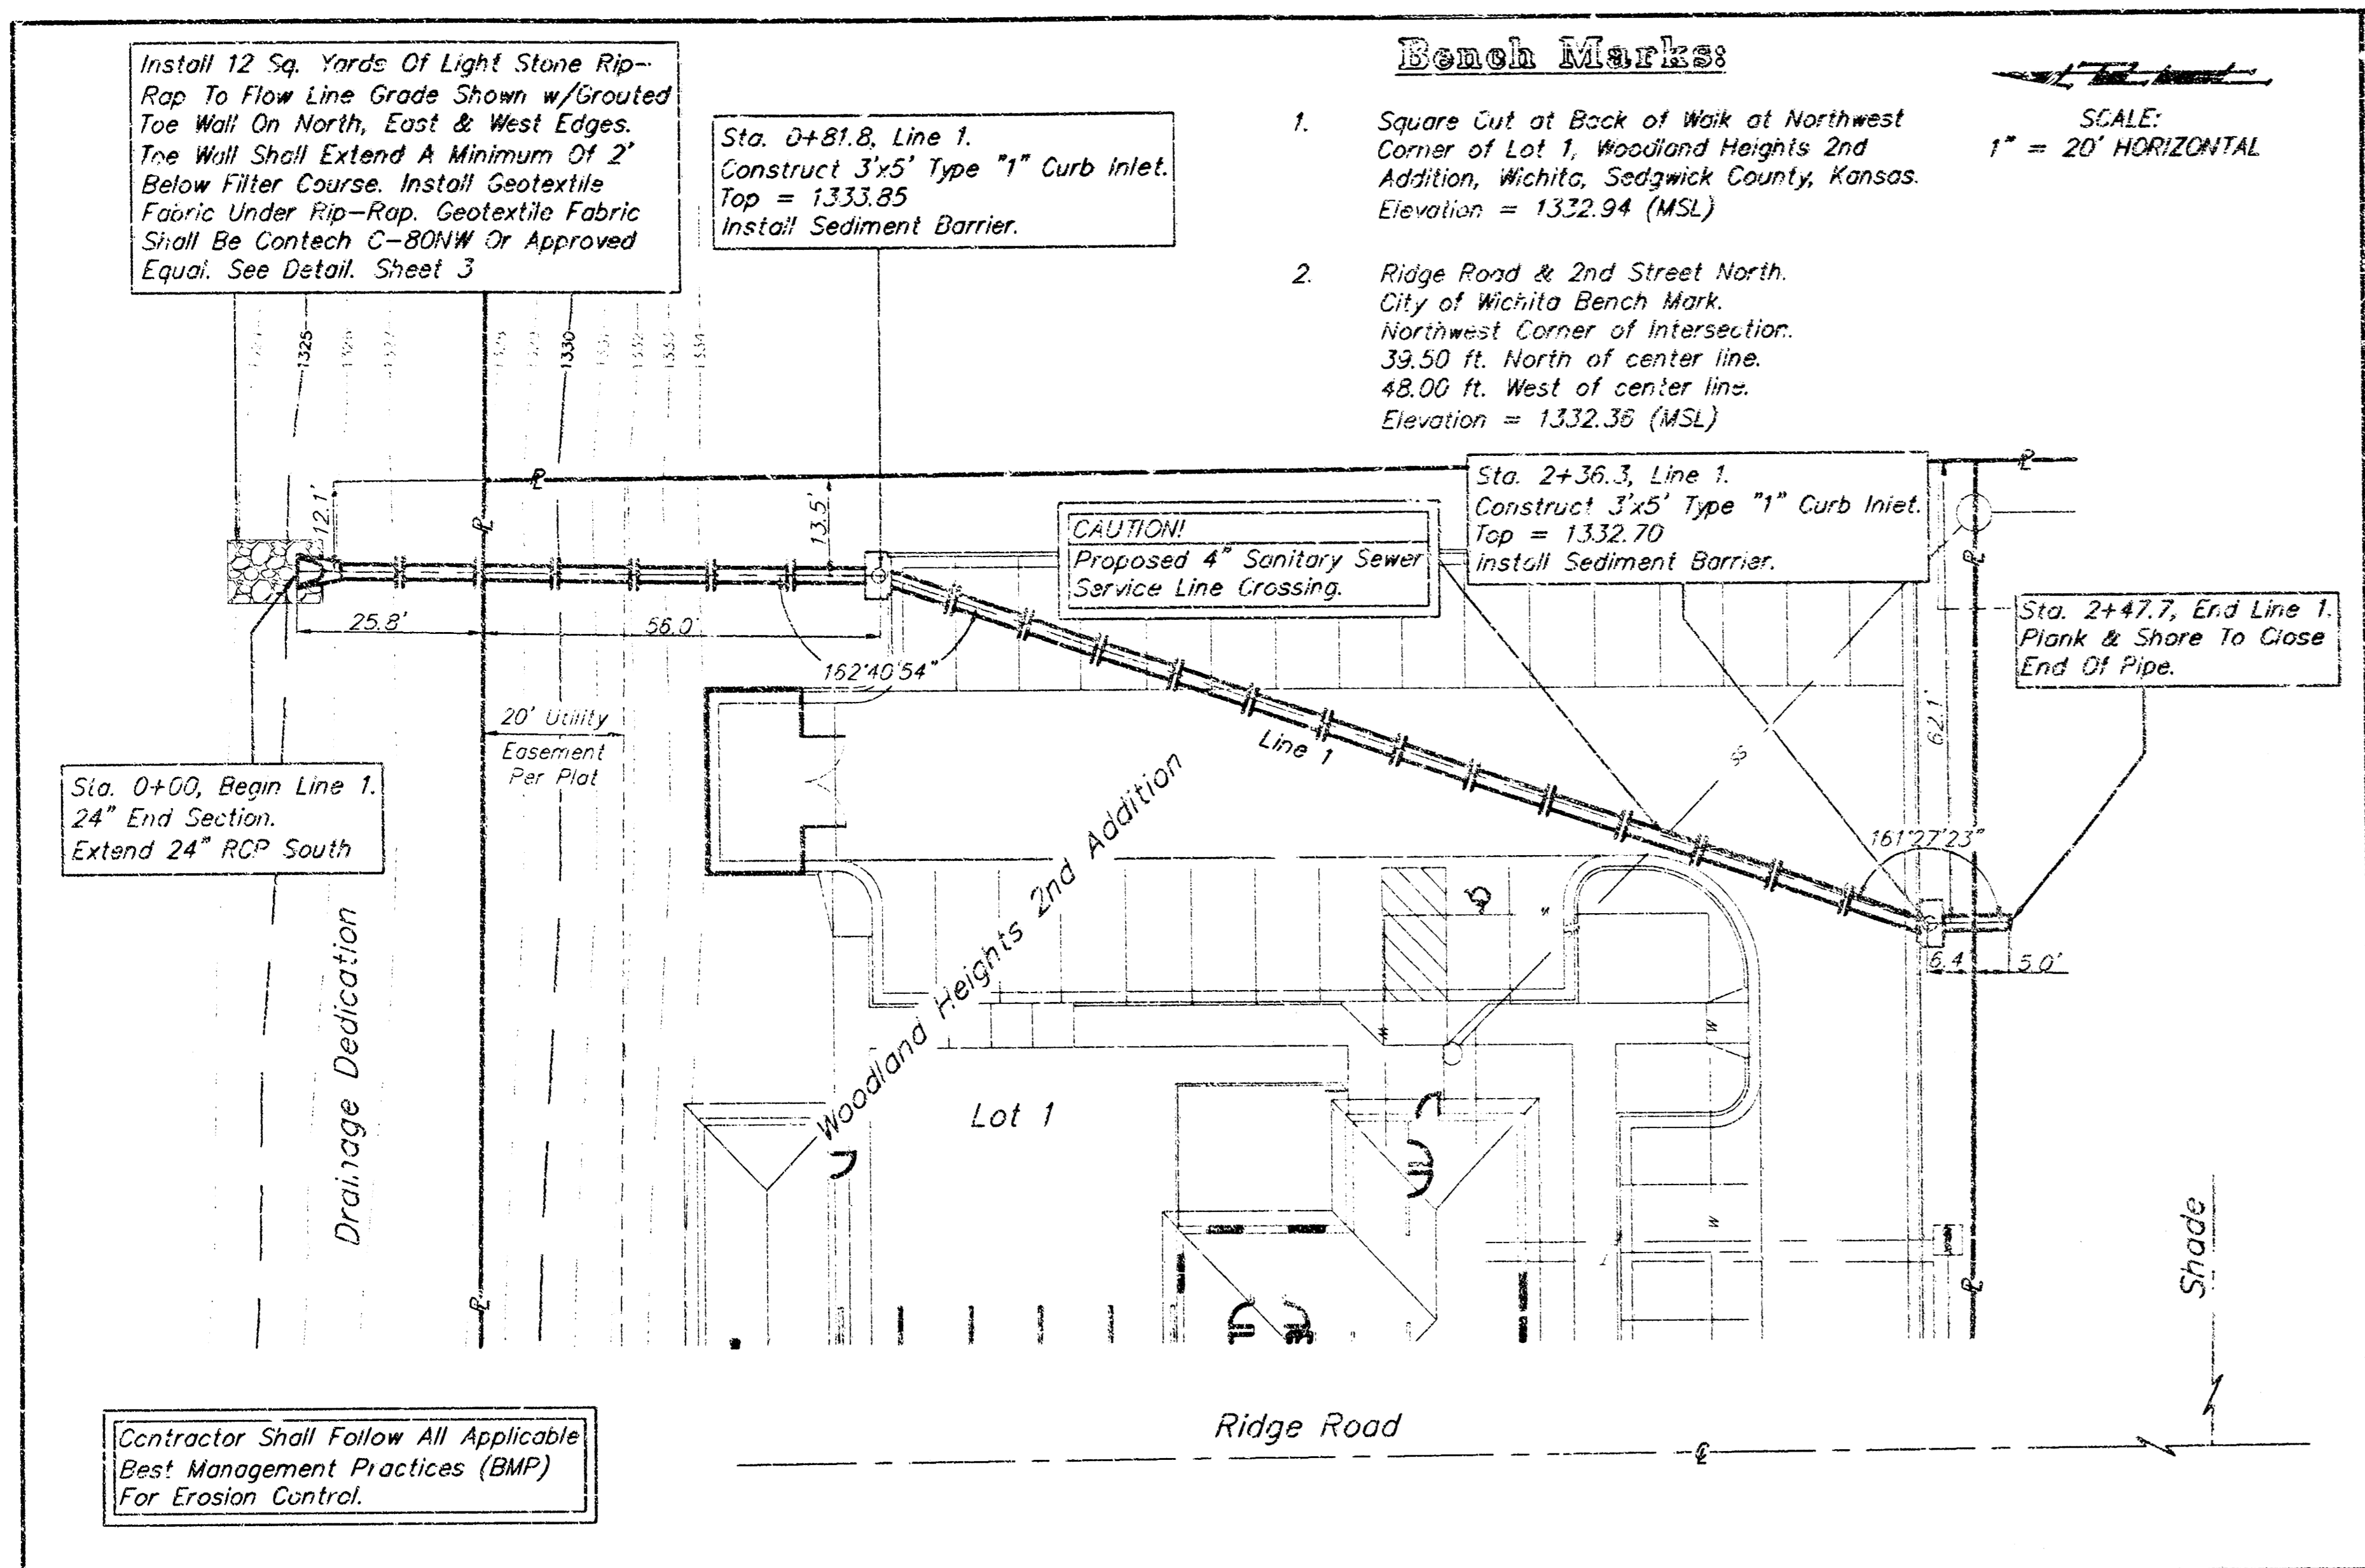 Install 12 Sq. Yards Of Light Stone Rip-
Rap To Flow Line Grade Shown w/Grouted
Toe Wall On North, East & West Edges.
Toe Wall Shall Extend A Minimum Of 2'
Below Filter Course. Install Geotextile
Fabric Under Rip-Rap. Geotextile Fabric
Shall Be Contech C-80NW Or Approved
Equal. See Detail. Sheet 3
Sta. 0+81.8, Line 1.
Construct 3'x5' Type "1" Curb Inlet.
Top = 1333.85
Install Sediment Barrier.
Bench Marks:
1. Square Cut at Back of Walk at Northwest
Corner of Lot 1, Woodland Heights 2nd
Addition, Wichita, Sedgwick County, Kansas.
Elevation = 1332.94 (MSL)
2. Ridge Road & 2nd Street North.
City of Wichita Bench Mark.
Northwest Corner of Intersection.
39.50 ft. North of center line.
48.00 ft. West of center line.
Elevation = 1332.36 (MSL)
SCALE:
1" = 20' HORIZONTAL
1325
1326
1327
1330
1332
1333
1334
12.1'
13.5'
CAUTION!
Proposed 4" Sanitary Sewer
Service Line Crossing.
Sta. 2+36.3, Line 1.
Construct 3'x5' Type "1" Curb Inlet.
Top = 1332.70
Install Sediment Barrier.
Sta. 2+47.7, End Line 1.
Plank & Shore To Close
End Of Pipe.
25.8'
56.0'
162°40'54"
62.1'
20' Utility
Easement
Per Plat
Line 1
SS
Sta. 0+00, Begin Line 1.
24" End Section.
Extend 24" RCP South
161°27'23"
6.4'
5.0'
Woodland Heights 2nd Addition
Drainage Dedication
Lot 1
W
W
W
Shade
Ridge Road
Contractor Shall Follow All Applicable
Best Management Practices (BMP)
For Erosion Control.